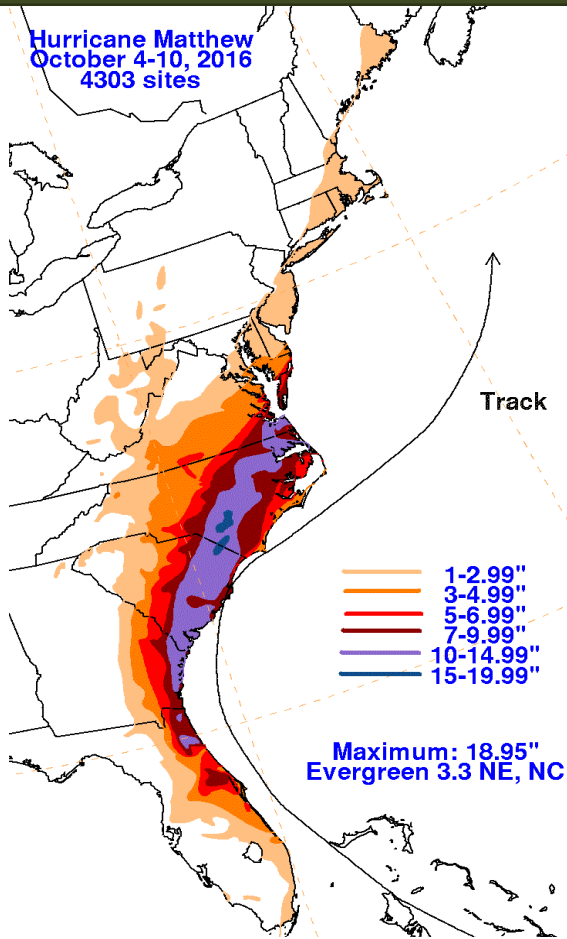 Hurricane Matthew
October 4-10, 2016
4303 sites
Track
1-2.99"
3-4.99"
5-6.99"
7-9.99"
10-14.99"
15-19.99"
Maximum: 18.95"
Evergreen 3.3 NE, NC